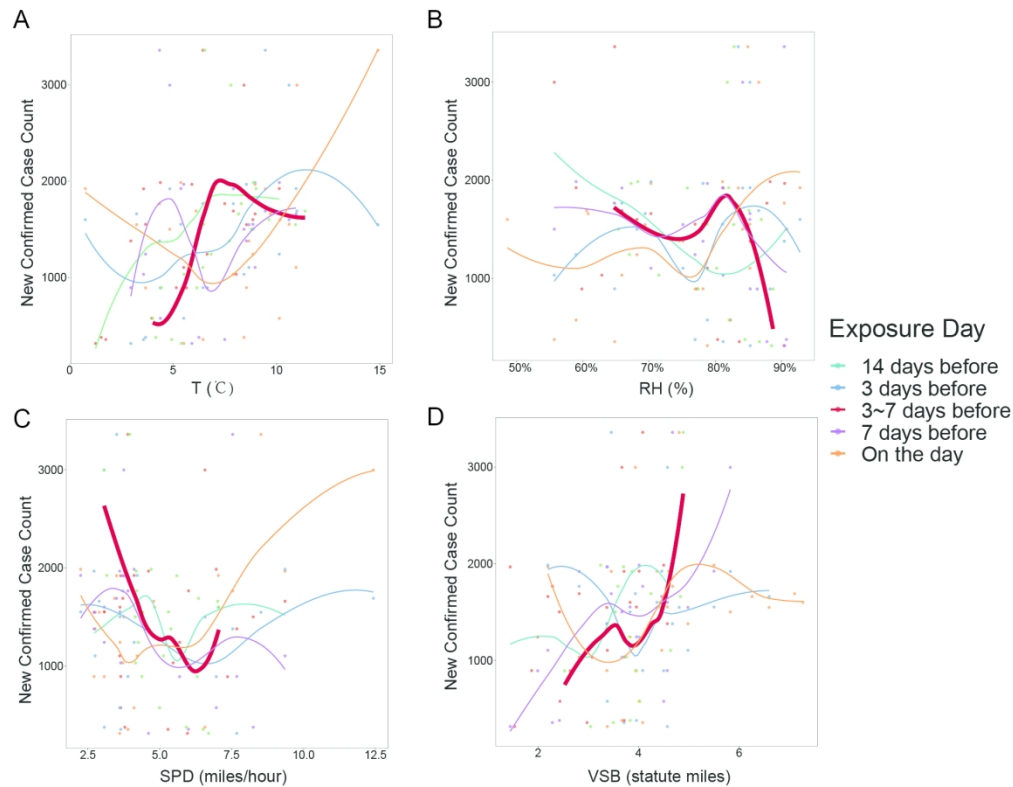 A
New Confirmed Case Count
3000
2000
1000
0
5
10
15
T (℃)
B
New Confirmed Case Count
3000
2000
1000
50%
60%
70%
80%
90%
RH (%)
C
New Confirmed Case Count
3000
2000
1000
2.5
5.0
7.5
10.0
12.5
SPD (miles/hour)
D
New Confirmed Case Count
3000
2000
1000
2
4
6
VSB (statute miles)
Exposure Day
14 days before
3 days before
3~7 days before
7 days before
On the day